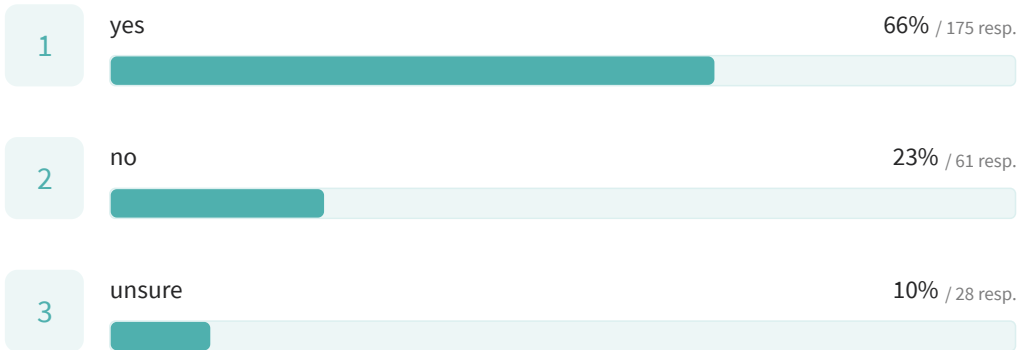 1 yes 66% / 175 resp.
2 no 23% / 61 resp.
3 unsure 10% / 28 resp.